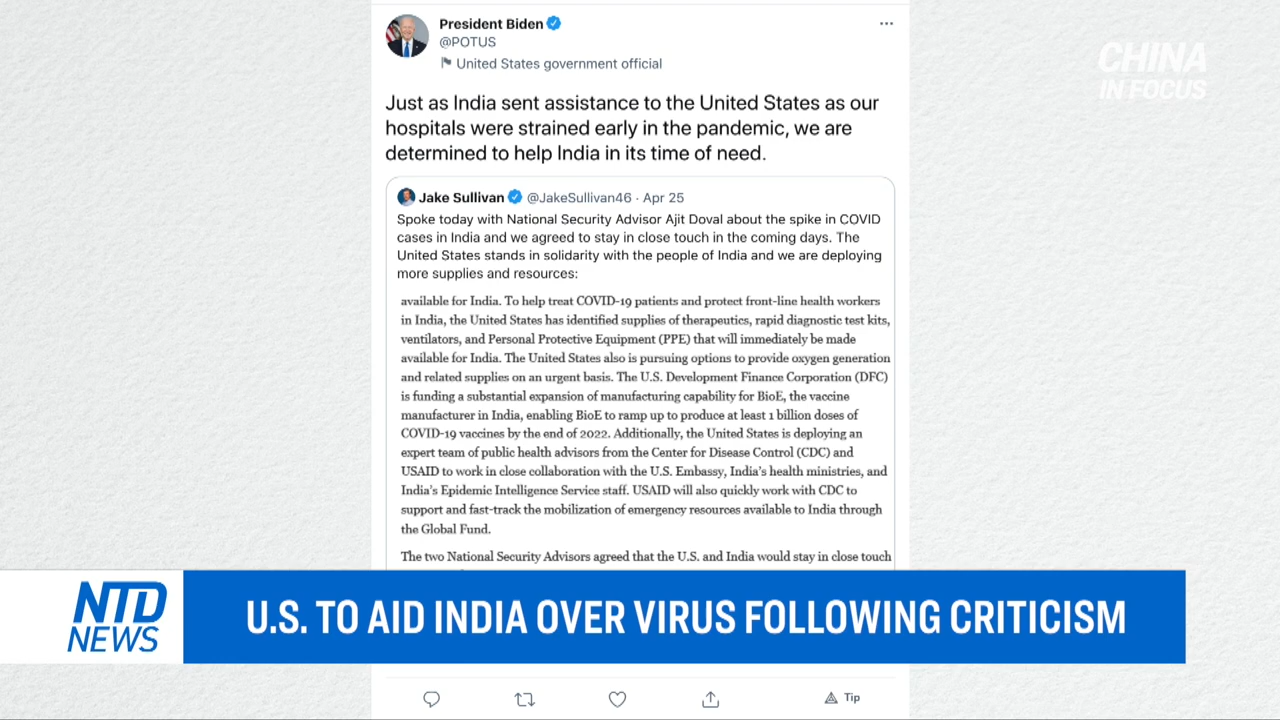 President Biden
@POTUS
United States government official
CHINA
IN FOCUS
Just as India sent assistance to the United States as our
hospitals were strained early in the pandemic, we are
determined to help India in its time of need.
Jake Sullivan @JakeSullivan46 · Apr 25
Spoke today with National Security Advisor Ajit Doval about the spike in COVID
cases in India and we agreed to stay in close touch in the coming days. The
United States stands in solidarity with the people of India and we are deploying
more supplies and resources:
available for India. To help treat COVID-19 patients and protect front-line health workers
in India, the United States has identified supplies of therapeutics, rapid diagnostic test kits,
ventilators, and Personal Protective Equipment (PPE) that will immediately be made
available for India. The United States also is pursuing options to provide oxygen generation
and related supplies on an urgent basis. The U.S. Development Finance Corporation (DFC)
is funding a substantial expansion of manufacturing capability for BioE, the vaccine
manufacturer in India, enabling BioE to ramp up to produce at least 1 billion doses of
COVID-19 vaccines by the end of 2022. Additionally, the United States is deploying an
expert team of public health advisors from the Center for Disease Control (CDC) and
USAID to work in close collaboration with the U.S. Embassy, India's health ministries, and
India's Epidemic Intelligence Service staff. USAID will also quickly work with CDC to
support and fast-track the mobilization of emergency resources available to India through
the Global Fund.
The two National Security Advisors agreed that the U.S. and India would stay in close touch
NTD
NEWS
U.S. TO AID INDIA OVER VIRUS FOLLOWING CRITICISM
Tip